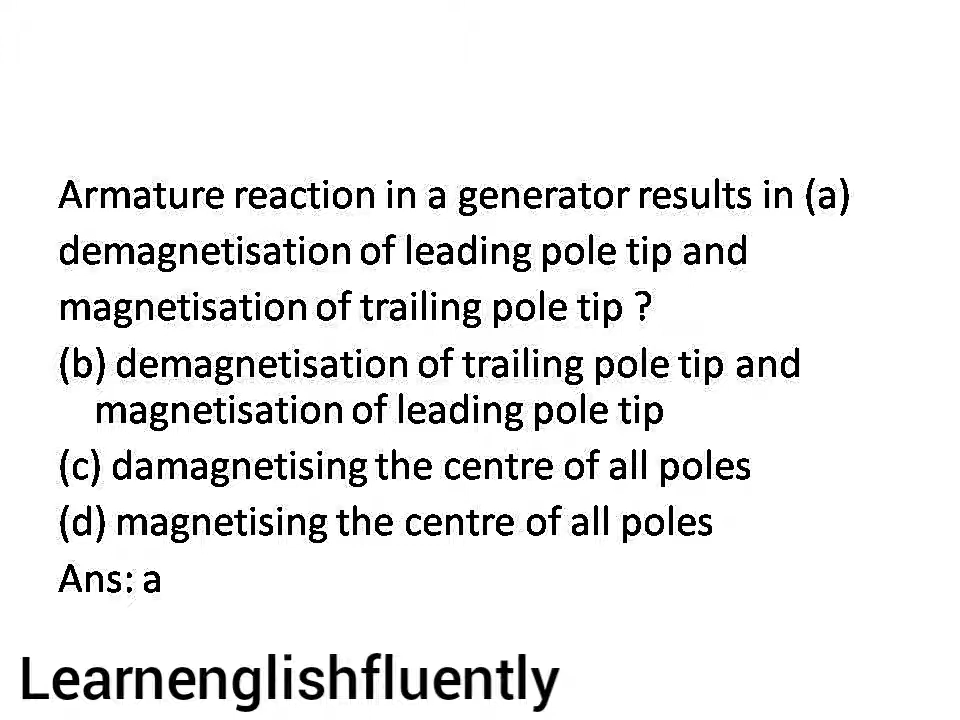 Armature reaction in a generator results in (a)
demagnetisation of leading pole tip and
magnetisation of trailing pole tip ?
(b) demagnetisation of trailing pole tip and
magnetisation of leading pole tip
(c) damagnetising the centre of all poles
(d) magnetising the centre of all poles
Ans: a
Learnenglishfluently